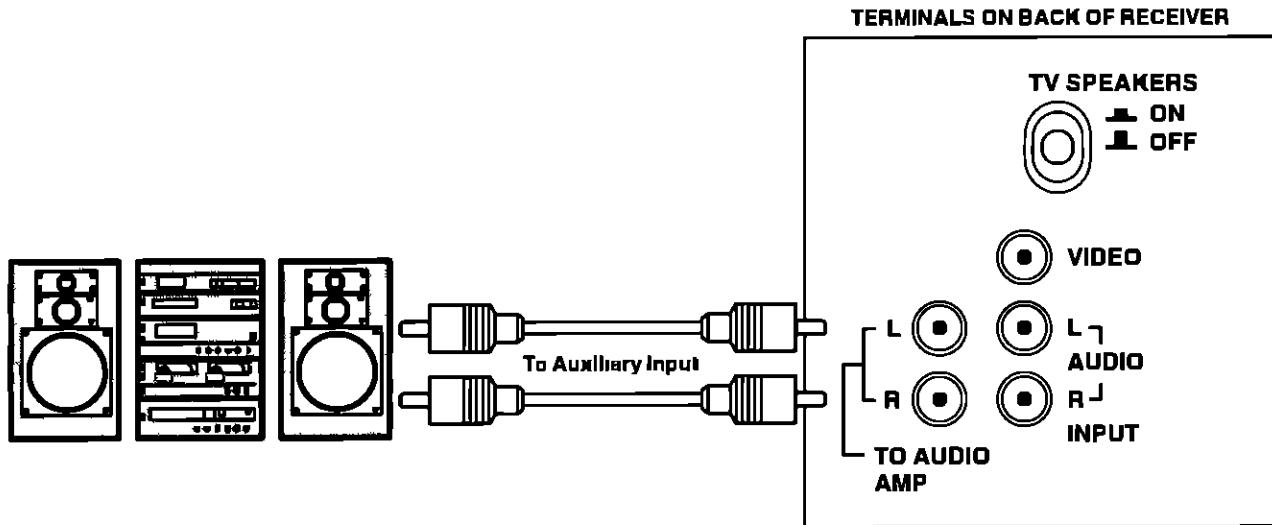 TERMINALS ON BACK OF RECEIVER
TV SPEAKERS
ON
OFF
VIDEO
L
L
To Auxiliary Input
AUDIO
R
R
INPUT
TO AUDIO
AMP